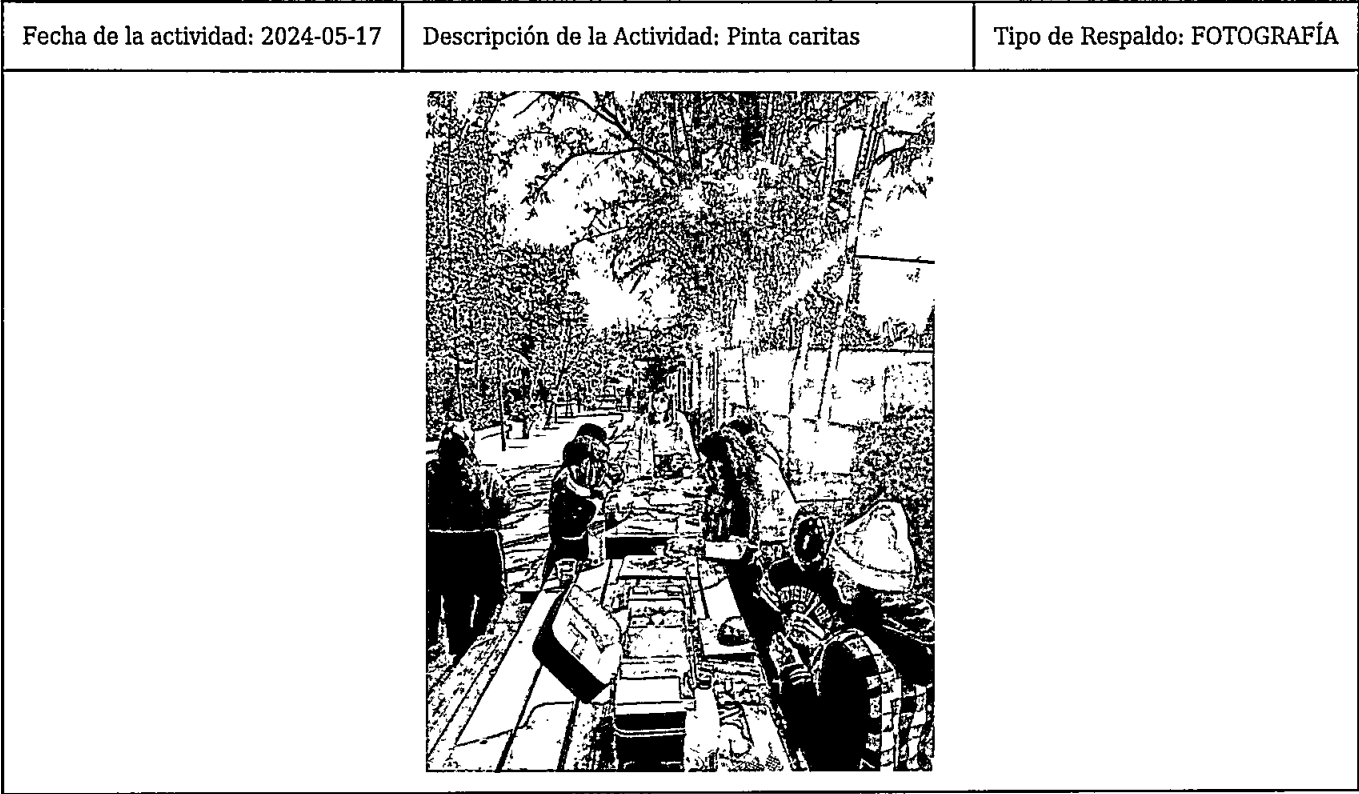 Fecha de la actividad: 2024-05-17
Descripción de la Actividad: Pinta caritas
Tipo de Respaldo: FOTOGRAFÍA